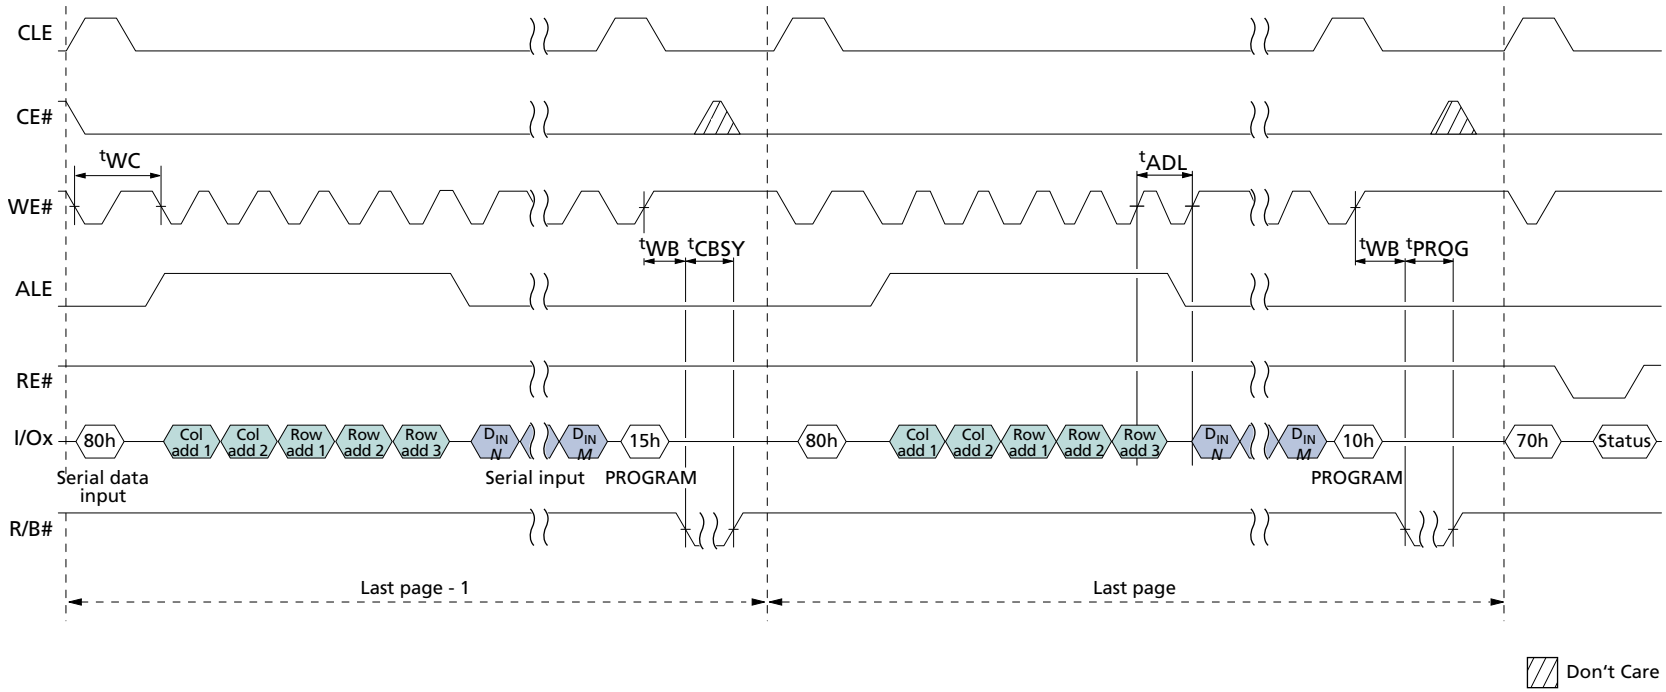 CLE
CE#
tWC
tADL
WE#
tWB tCBSY
tWB tPROG
ALE
RE#
I/Ox
80h
Col add 1
Col add 2
Row add 1
Row add 2
Row add 3
DIN N
DIN M
15h
80h
Col add 1
Col add 2
Row add 1
Row add 2
Row add 3
DIN N
DIN M
10h
70h
Status
Serial data input
Serial input
PROGRAM
PROGRAM
R/B#
Last page - 1
Last page
Don't Care